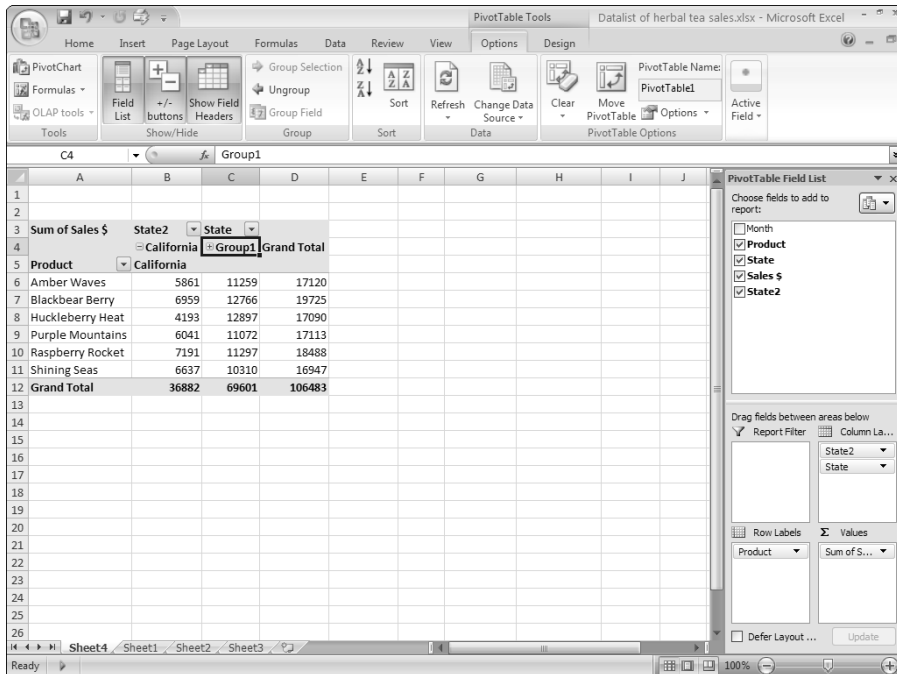 PivotTable Tools
Datalist of herbal tea sales.xlsx - Microsoft Excel
Home Insert Page Layout Formulas Data Review View Options Design
PivotChart
Formulas
OLAP tools
Tools
Field List
+/- buttons
Show Field Headers
Show/Hide
Group Selection
Ungroup
Group Field
Group
Sort
Sort
Refresh
Change Data Source
Data
Clear
Move PivotTable
PivotTable Name:
PivotTable1
Options
PivotTable Options
Active Field
C4 fx Group1
A B C D E F G H I J
1
2
3 Sum of Sales $ State2 State
4 California Group1 Grand Total
5 Product California
6 Amber Waves 5861 11259 17120
7 Blackbear Berry 6959 12766 19725
8 Huckleberry Heat 4193 12897 17090
9 Purple Mountains 6041 11072 17113
10 Raspberry Rocket 7191 11297 18488
11 Shining Seas 6637 10310 16947
12 Grand Total 36882 69601 106483
13
14
15
16
17
18
19
20
21
22
23
24
25
26
PivotTable Field List
Choose fields to add to
report:
Month
Product
State
Sales $
State2
Drag fields between areas below
Report Filter Column La...
State2
State
Row Labels Σ Values
Product Sum of S...
Defer Layout ... Update
Sheet4 Sheet1 Sheet2 Sheet3
Ready 100%